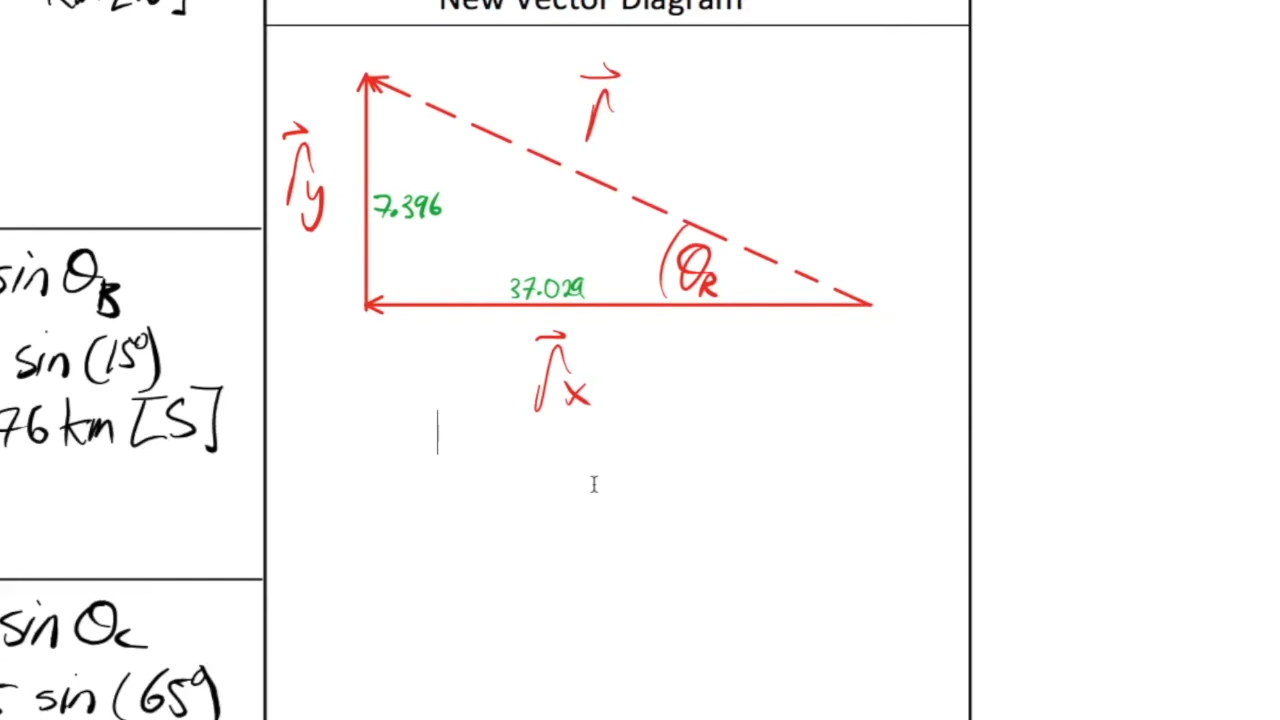 New Vector Diagram
r
ry
7.396
θR
37.029
rx
sin θB
sin (15°)
76 km [S]
sin θc
sin (65°)